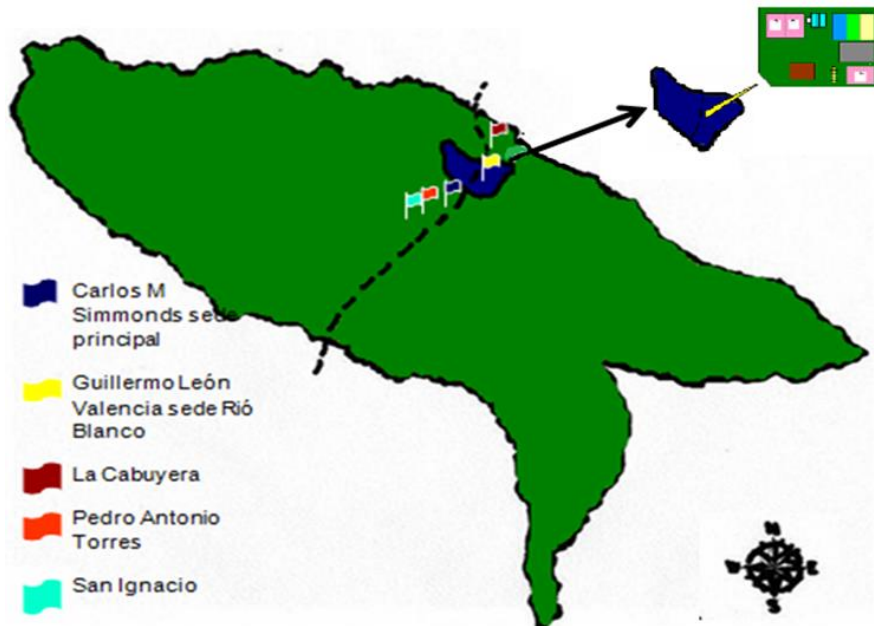 Carlos M
Simmonds sede
principal
Guillermo León
Valencia sede Rió
Blanco
La Cabuyera
Pedro Antonio
Torres
San Ignacio
N
W E
S